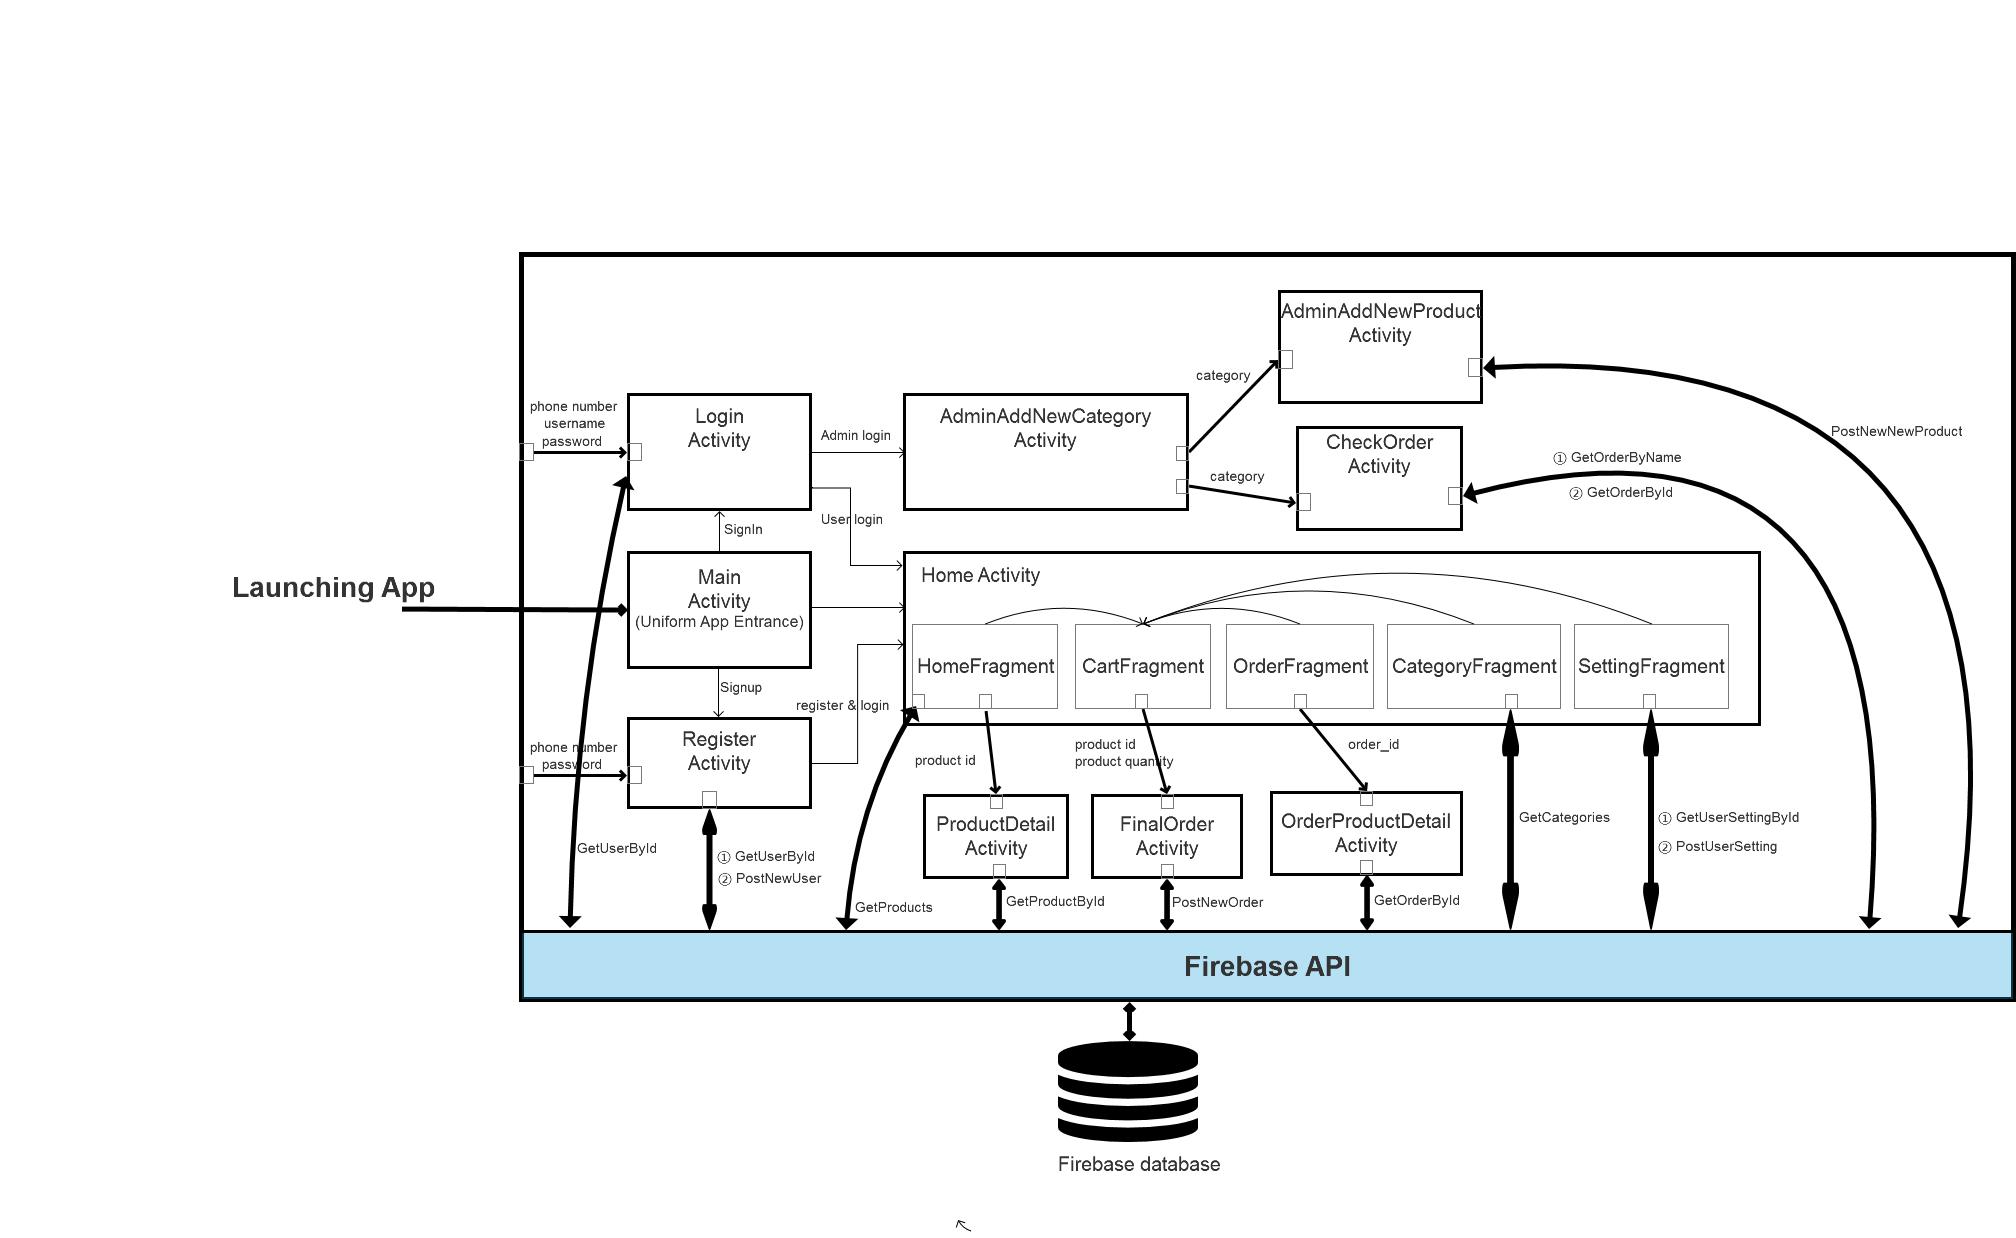 AdminAddNewProduct
Activity
category
phone number
username
password
Login
Activity
Admin login
AdminAddNewCategory
Activity
category
CheckOrder
Activity
① GetOrderByName
② GetOrderById
PostNewNewProduct
User login
SignIn
Launching App
Main
Activity
(Uniform App Entrance)
Home Activity
HomeFragment
CartFragment
OrderFragment
CategoryFragment
SettingFragment
Signup
register & login
phone number
password
Register
Activity
product id
product id
product quantity
order_id
ProductDetail
Activity
FinalOrder
Activity
OrderProductDetail
Activity
GetCategories
① GetUserSettingById
② PostUserSetting
GetUserById
① GetUserById
② PostNewUser
GetProducts
GetProductById
PostNewOrder
GetOrderById
Firebase API
Firebase database